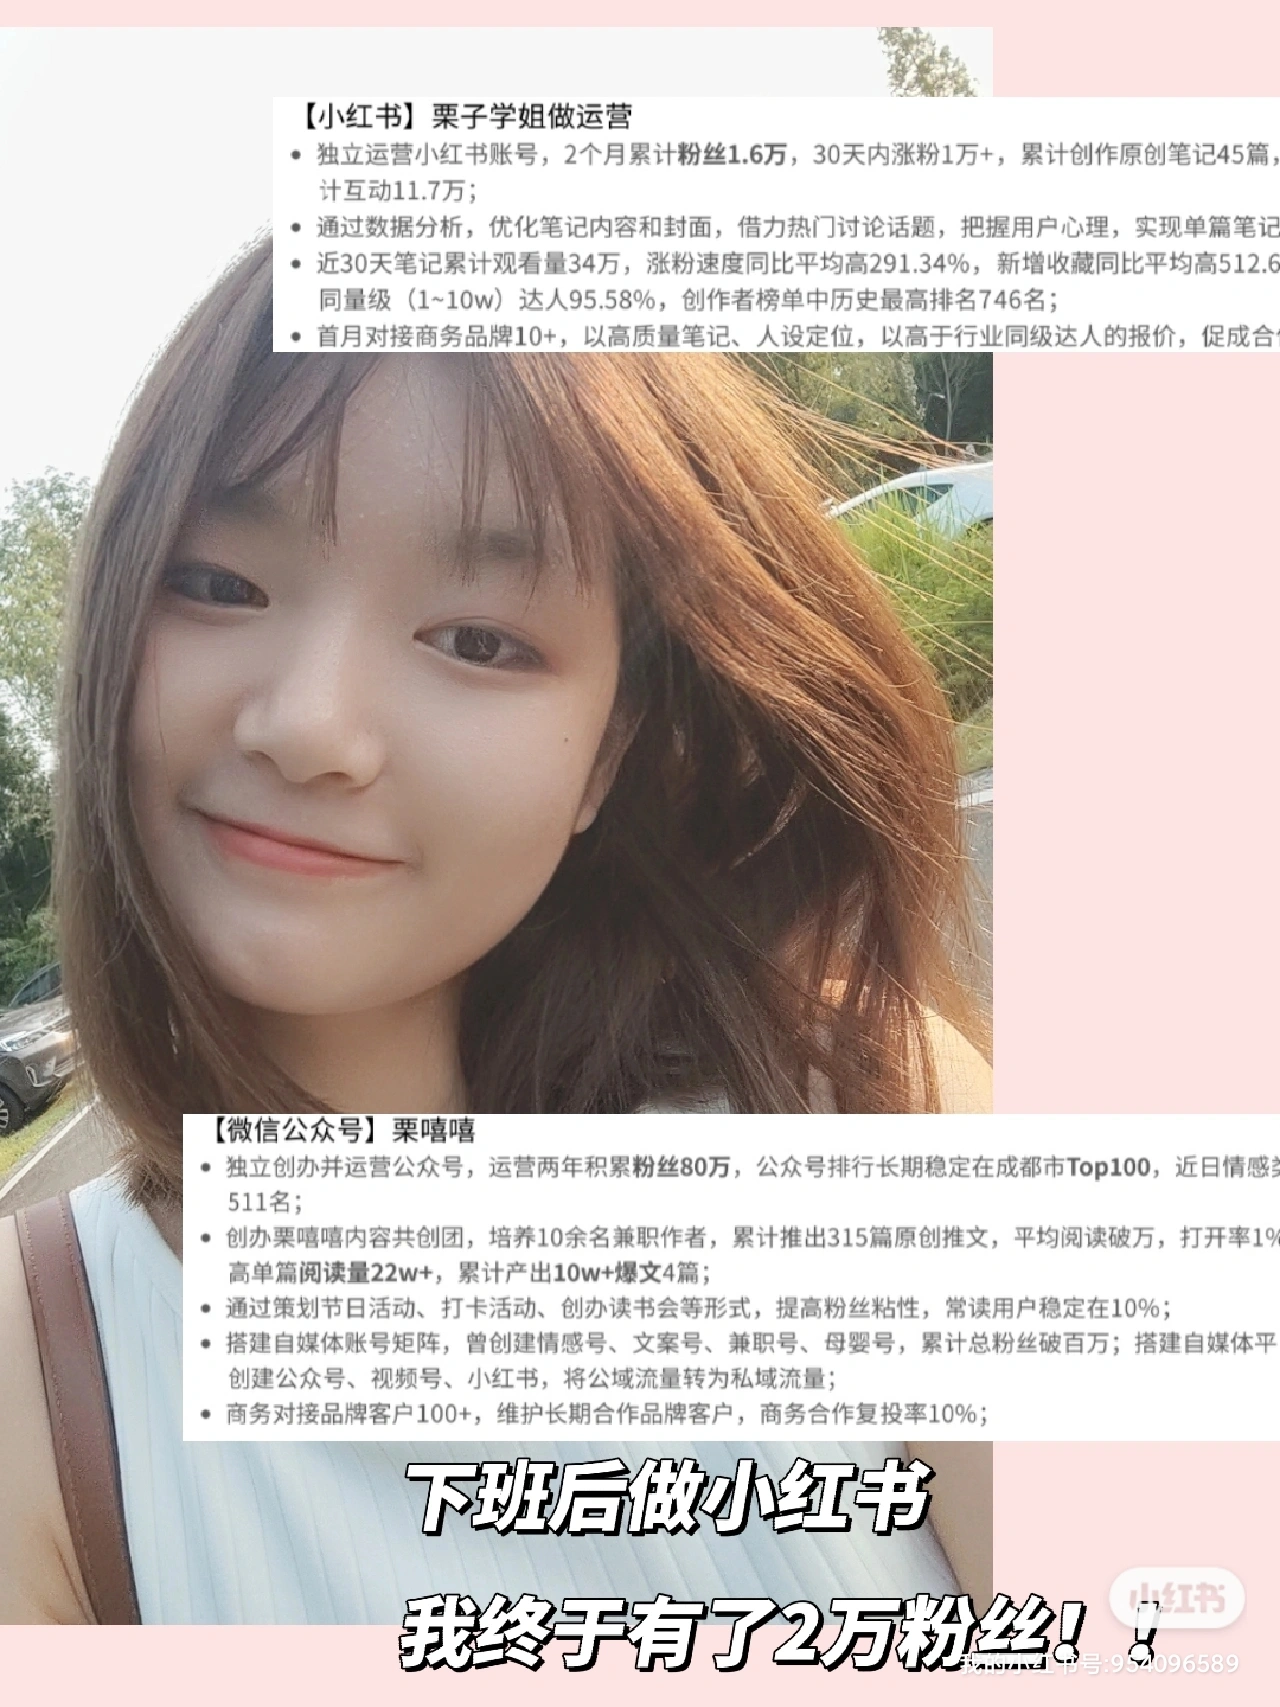 【小红书】栗子学姐做运营
独立运营小红书账号，2个月累计粉丝1.6万，30天内涨粉1万+，累计创作原创笔记45篇，
计互动11.7万；
通过数据分析，优化笔记内容和封面，借力热门讨论话题，把握用户心理，实现单篇笔记
近30天笔记累计观看量34万，涨粉速度同比平均高291.34%，新增收藏同比平均高512.6
同量级（1~10w）达人95.58%，创作者榜单中历史最高排名746名；
首月对接商务品牌10+，以高质量笔记、人设定位，以高于行业同级达人的报价，促成合
【微信公众号】栗嘻嘻
独立创办并运营公众号，运营两年积累粉丝80万，公众号排行长期稳定在成都市Top100，近日情感类
511名；
创办栗嘻嘻内容共创团，培养10余名兼职作者，累计推出315篇原创推文，平均阅读破万，打开率1%
高单篇阅读量22w+，累计产出10w+爆文4篇；
通过策划节日活动、打卡活动、创办读书会等形式，提高粉丝粘性，常读用户稳定在10%；
搭建自媒体账号矩阵，曾创建情感号、文案号、兼职号、母婴号，累计总粉丝破百万；搭建自媒体平
创建公众号、视频号、小红书，将公域流量转为私域流量；
商务对接品牌客户100+，维护长期合作品牌客户，商务合作复投率10%；
下班后做小红书
我终于有了2万粉丝！！
小红书
我的小红书号:954096589